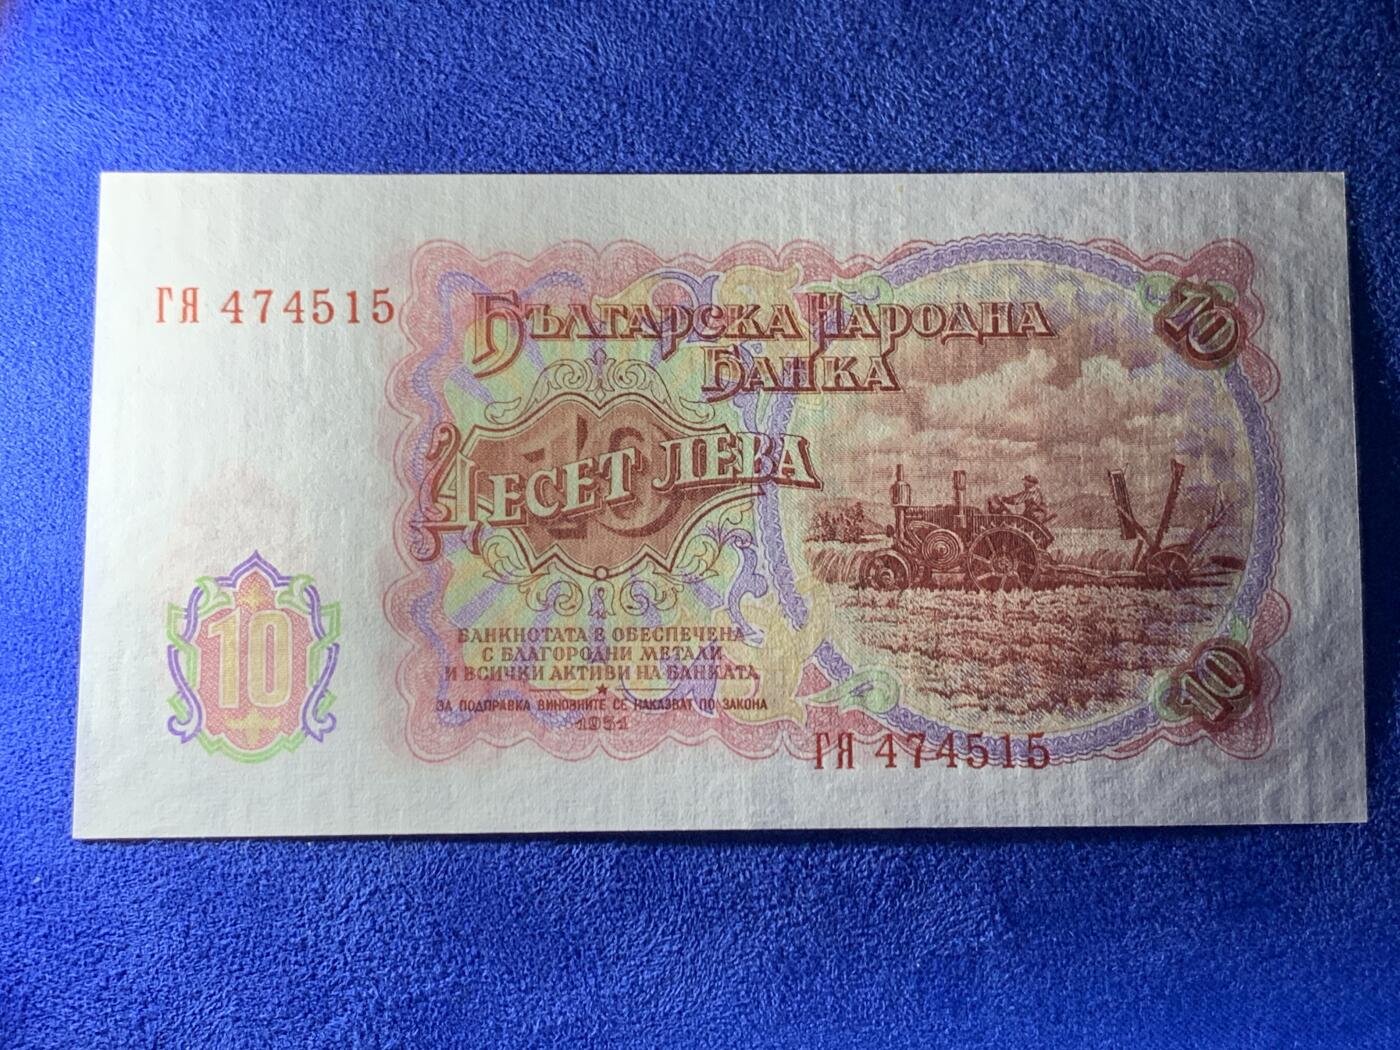 ГЯ 474515
БЪЛГАРСКА НАРОДНА
БАНКА
10
10
ДЕСЕТ ЛЕВА
10
10
БАНКНОТАТА Е ОБЕСПЕЧЕНА
С БЛАГОРОДНИ МЕТАЛИ
И ВСИЧКИ АКТИВИ НА БАНКАТА
ЗА ПОДПРАВКА ВИНОВНИТЕ СЕ НАКАЗВАТ ПО ЗАКОНА
1951
ГЯ 474515